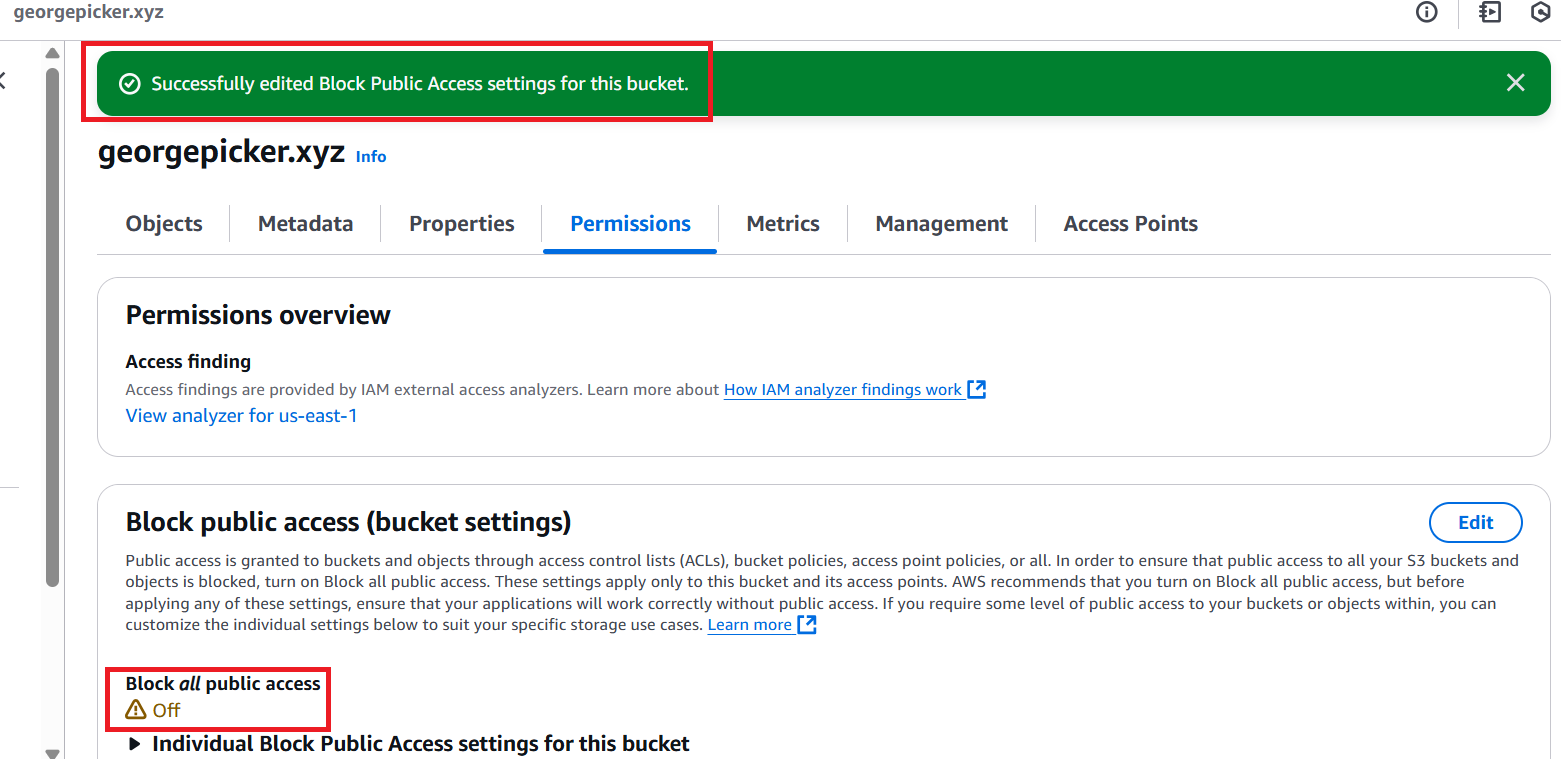 georgepicker.xyz
Successfully edited Block Public Access settings for this bucket.
georgepicker.xyz Info
Objects Metadata Properties Permissions Metrics Management Access Points
Permissions overview
Access finding
Access findings are provided by IAM external access analyzers. Learn more about How IAM analyzer findings work
View analyzer for us-east-1
Block public access (bucket settings) Edit
Public access is granted to buckets and objects through access control lists (ACLs), bucket policies, access point policies, or all. In order to ensure that public access to all your S3 buckets and
objects is blocked, turn on Block all public access. These settings apply only to this bucket and its access points. AWS recommends that you turn on Block all public access, but before
applying any of these settings, ensure that your applications will work correctly without public access. If you require some level of public access to your buckets or objects within, you can
customize the individual settings below to suit your specific storage use cases. Learn more
Block all public access
Off
Individual Block Public Access settings for this bucket